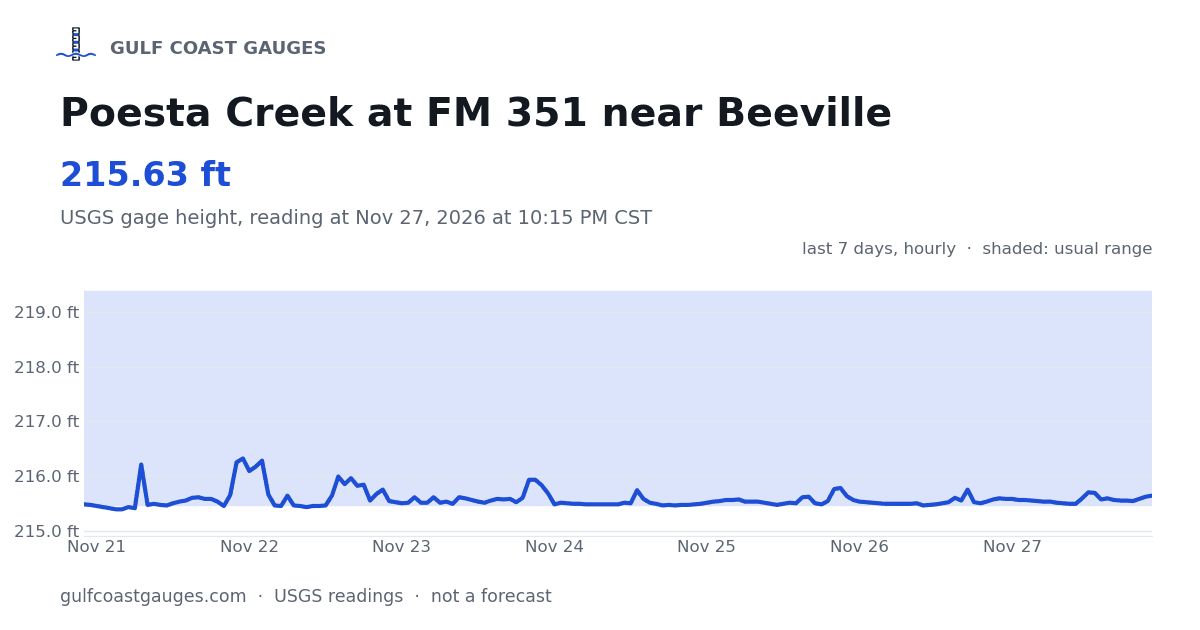 GULF COAST GAUGES
Poesta Creek at FM 351 near Beeville
215.63 ft
USGS gage height, reading at Nov 27, 2026 at 10:15 PM CST
last 7 days, hourly · shaded: usual range
219.0 ft
218.0 ft
217.0 ft
216.0 ft
215.0 ft
Nov 21 Nov 22 Nov 23 Nov 24 Nov 25 Nov 26 Nov 27
gulfcoastgauges.com · USGS readings · not a forecast